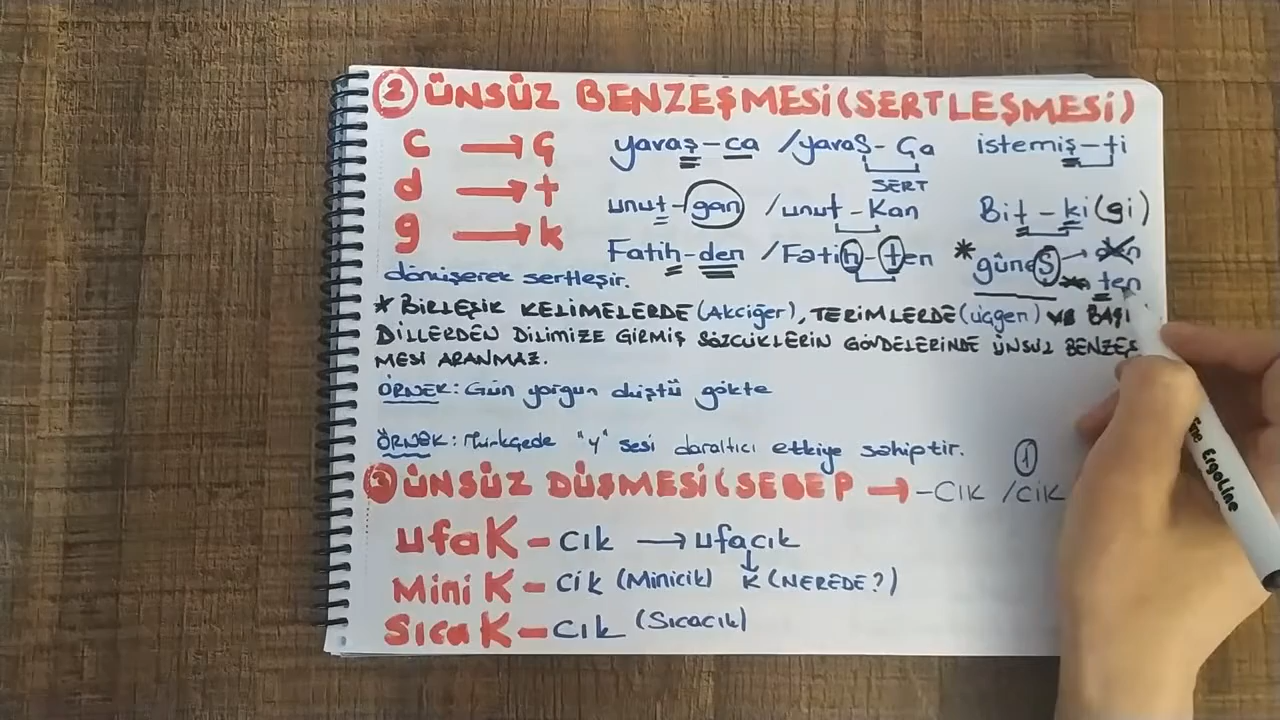 2 ÜNSÜZ BENZEŞMESİ (SERTLEŞMESİ)
C → Ç yavaş-ca / yavaş-Ça istemiş-ti
SERT
d → t unut-gan / unut-Kan Bit-ki (gi)
g → k Fatih-den / Fatih-ten * güneş → den
ten
dönüşerek sertleşir.
* BİRLEŞİK KELİMELERDE (Akciğer), TERİMLERDE (üçgen) VE BAZI
DİLLERDEN DİLİMİZE GİRMİŞ SÖZCÜKLERİN GÖVDELERİNDE ÜNSÜZ BENZEŞ
MESİ ARANMAZ.
ÖRNEK: Gün yorgun düştü gökte
ÖRNEK: Türkçede "y" sesi daraltıcı etkiye sahiptir.
1
3 ÜNSÜZ DÜŞMESİ (SEBEP → -CIK / CİK
ufaK - cık → ufacık
MiniK - cik (Minicik) K (NEREDE?)
SıcaK - cık (Sıcacık)
fine ErgoLine